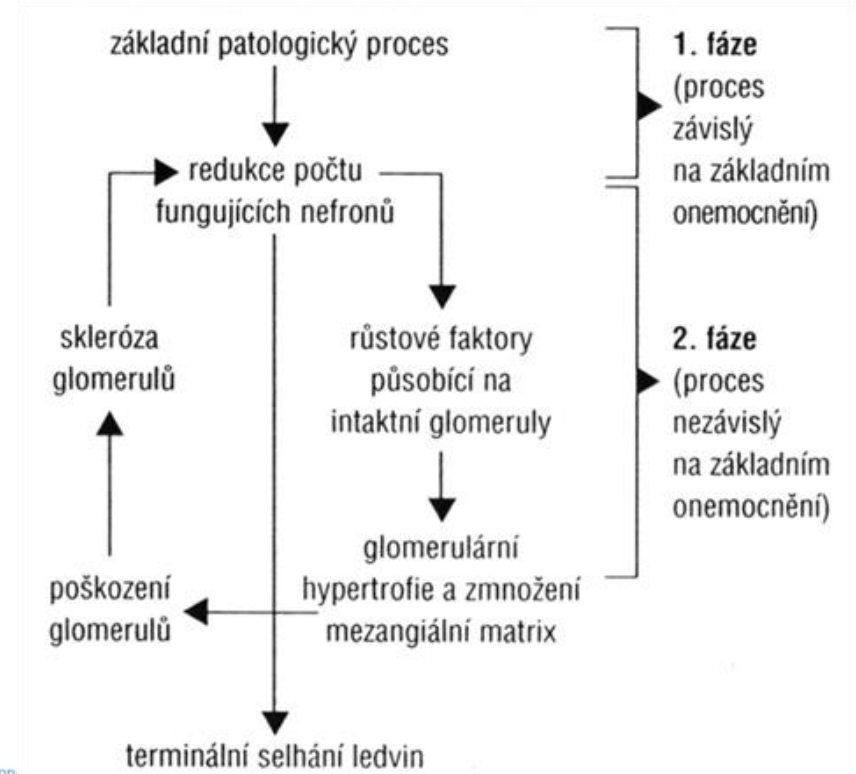 základní patologický proces
redukce počtu
fungujících nefronů
růstové faktory
působící na
intaktní glomeruly
glomerulární
hypertrofie a zmnožení
mezangiální matrix
poškození
glomerulů
skleróza
glomerulů
terminální selhání ledvin
1. fáze
(proces
závislý
na základním
onemocnění)
2. fáze
(proces
nezávislý
na základním
onemocnění)